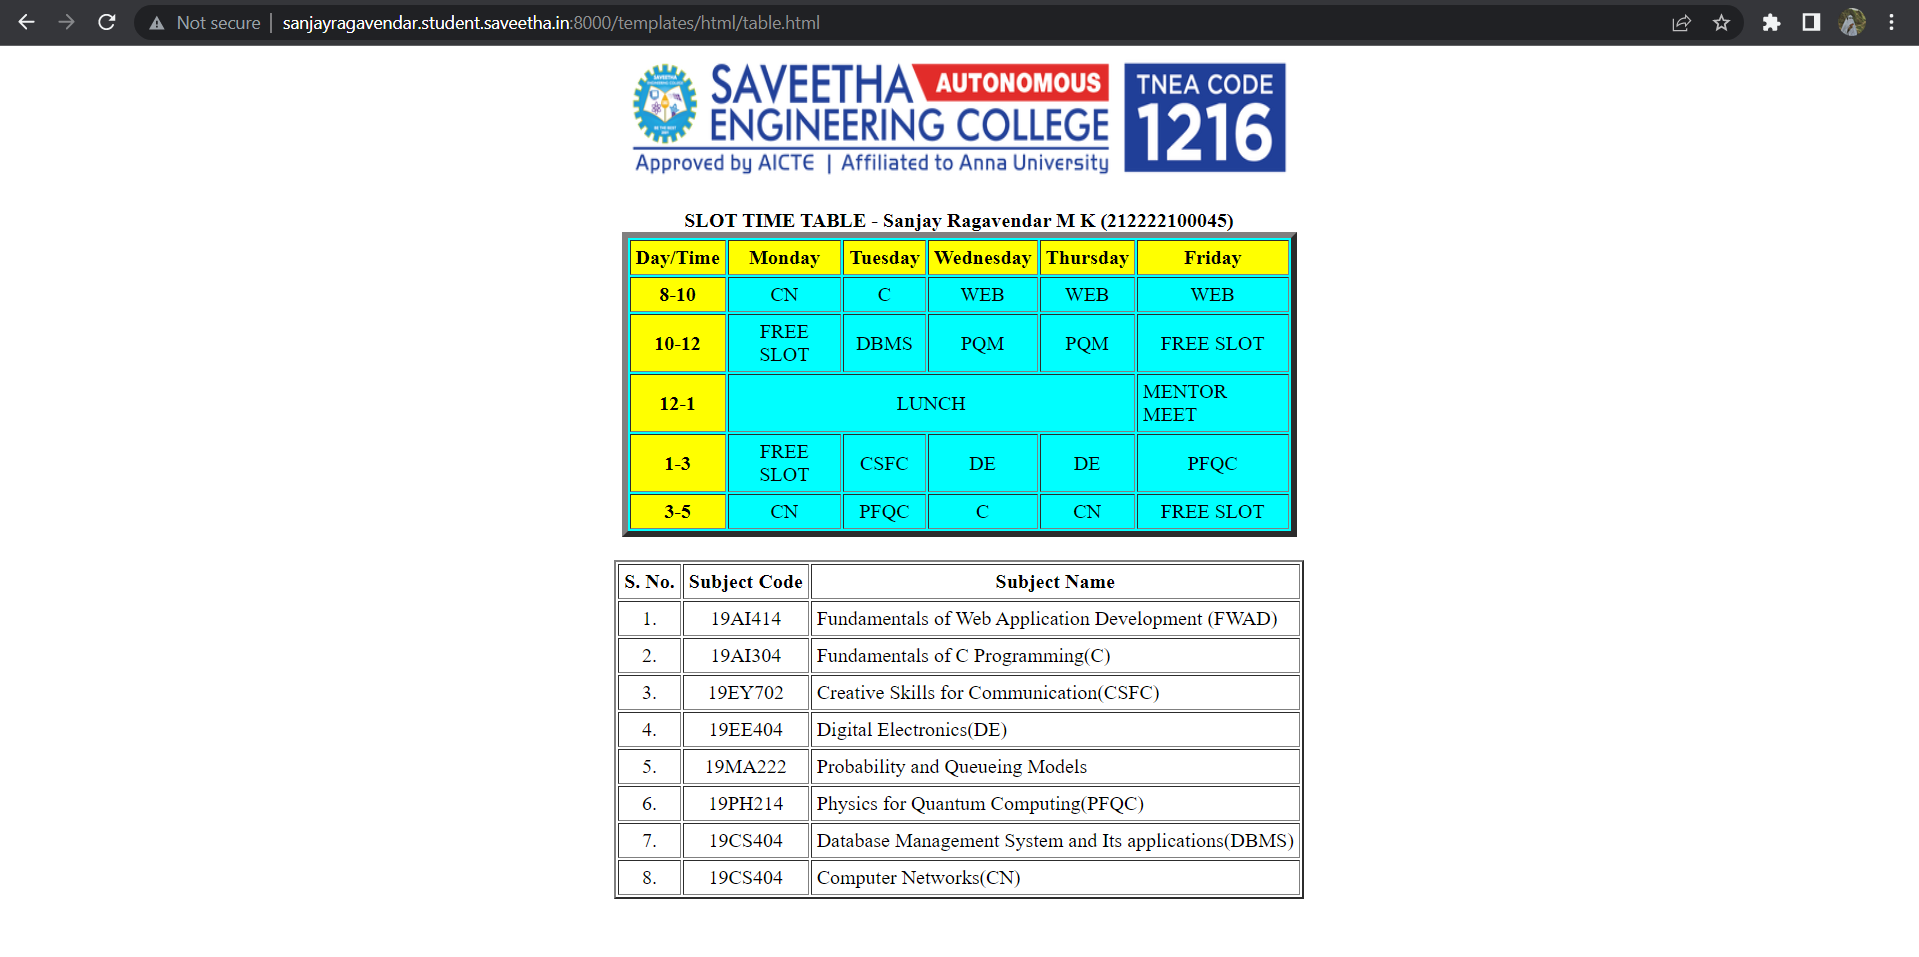 Not secure | sanjayragavendar.student.saveetha.in:8000/templates/html/table.html
SAVEETHA AUTONOMOUS
ENGINEERING COLLEGE
Approved by AICTE | Affiliated to Anna University
TNEA CODE
1216
SLOT TIME TABLE - Sanjay Ragavendar M K (212222100045)
Day/Time Monday Tuesday Wednesday Thursday Friday
8-10 CN C WEB WEB WEB
10-12 FREE SLOT DBMS PQM PQM FREE SLOT
12-1 LUNCH MENTOR MEET
1-3 FREE SLOT CSFC DE DE PFQC
3-5 CN PFQC C CN FREE SLOT
S. No. Subject Code Subject Name
1. 19AI414 Fundamentals of Web Application Development (FWAD)
2. 19AI304 Fundamentals of C Programming(C)
3. 19EY702 Creative Skills for Communication(CSFC)
4. 19EE404 Digital Electronics(DE)
5. 19MA222 Probability and Queueing Models
6. 19PH214 Physics for Quantum Computing(PFQC)
7. 19CS404 Database Management System and Its applications(DBMS)
8. 19CS404 Computer Networks(CN)